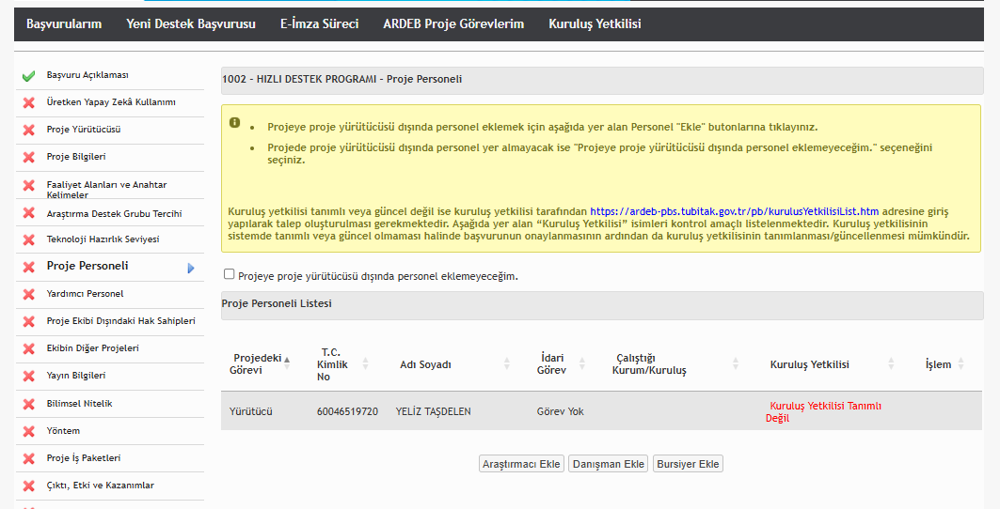 Başvurularım Yeni Destek Başvurusu E-İmza Süreci ARDEB Proje Görevlerim Kuruluş Yetkilisi
Başvuru Açıklaması
Üretken Yapay Zekâ Kullanımı
Proje Yürütücüsü
Proje Bilgileri
Faaliyet Alanları ve Anahtar
Kelimeler
Araştırma Destek Grubu Tercihi
Teknoloji Hazırlık Seviyesi
Proje Personeli
Yardımcı Personel
Proje Ekibi Dışındaki Hak Sahipleri
Ekibin Diğer Projeleri
Yayın Bilgileri
Bilimsel Nitelik
Yöntem
Proje İş Paketleri
Çıktı, Etki ve Kazanımlar
1002 - HIZLI DESTEK PROGRAMI - Proje Personeli
• Projeye proje yürütücüsü dışında personel eklemek için aşağıda yer alan Personel "Ekle" butonlarına tıklayınız.
• Projede proje yürütücüsü dışında personel yer almayacak ise "Projeye proje yürütücüsü dışında personel eklemeyeceğim." seçeneğini
seçiniz.
Kuruluş yetkilisi tanımlı veya güncel değil ise kuruluş yetkilisi tarafından https://ardeb-pbs.tubitak.gov.tr/pb/kurulusYetkilisiList.htm adresine giriş
yapılarak talep oluşturulması gerekmektedir. Aşağıda yer alan “Kuruluş Yetkilisi” isimleri kontrol amaçlı listelenmektedir. Kuruluş yetkilisinin
sistemde tanımlı veya güncel olmaması halinde başvurunun onaylanmasının ardından da kuruluş yetkilisinin tanımlanması/güncellenmesi mümkündür.
Projeye proje yürütücüsü dışında personel eklemeyeceğim.
Proje Personeli Listesi
Projedeki
Görevi
T.C.
Kimlik
No
Adı Soyadı
İdari
Görev
Çalıştığı
Kurum/Kuruluş
Kuruluş Yetkilisi
İşlem
Yürütücü 60046519720 YELİZ TAŞDELEN Görev Yok
Kuruluş Yetkilisi Tanımlı
Değil
Araştırmacı Ekle Danışman Ekle Bursiyer Ekle